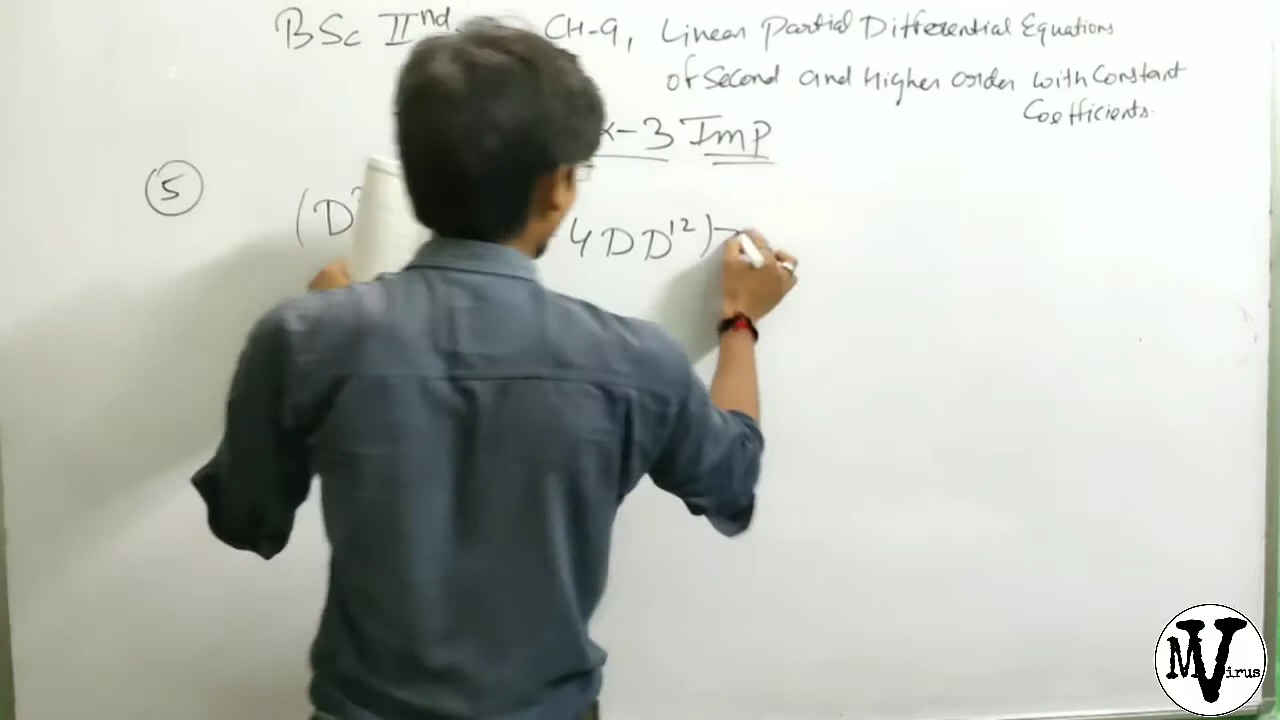 BSc IInd CH-9, Linear Partial Differential Equations
of Second and Higher order with Constant
Coefficients.
x-3 Imp
5
(D 4DD'²)
MVirus